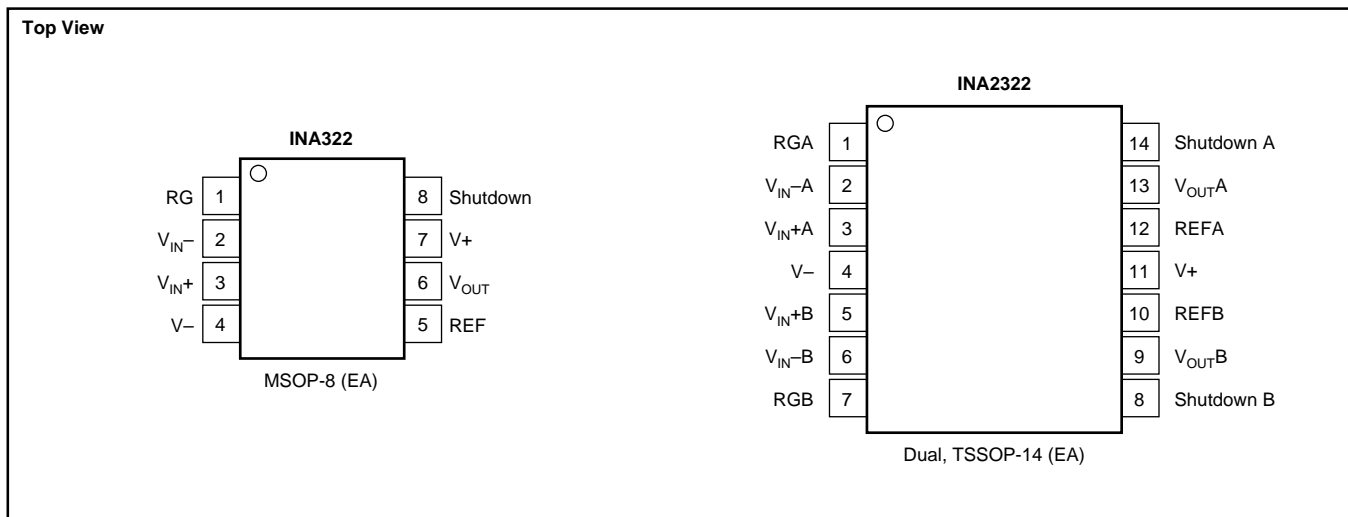 Top View
INA322
RG 1
V_IN– 2
V_IN+ 3
V– 4
8 Shutdown
7 V+
6 V_OUT
5 REF
MSOP-8 (EA)
INA2322
RGA 1
V_IN–A 2
V_IN+A 3
V– 4
V_IN+B 5
V_IN–B 6
RGB 7
14 Shutdown A
13 V_OUTA
12 REFA
11 V+
10 REFB
9 V_OUTB
8 Shutdown B
Dual, TSSOP-14 (EA)